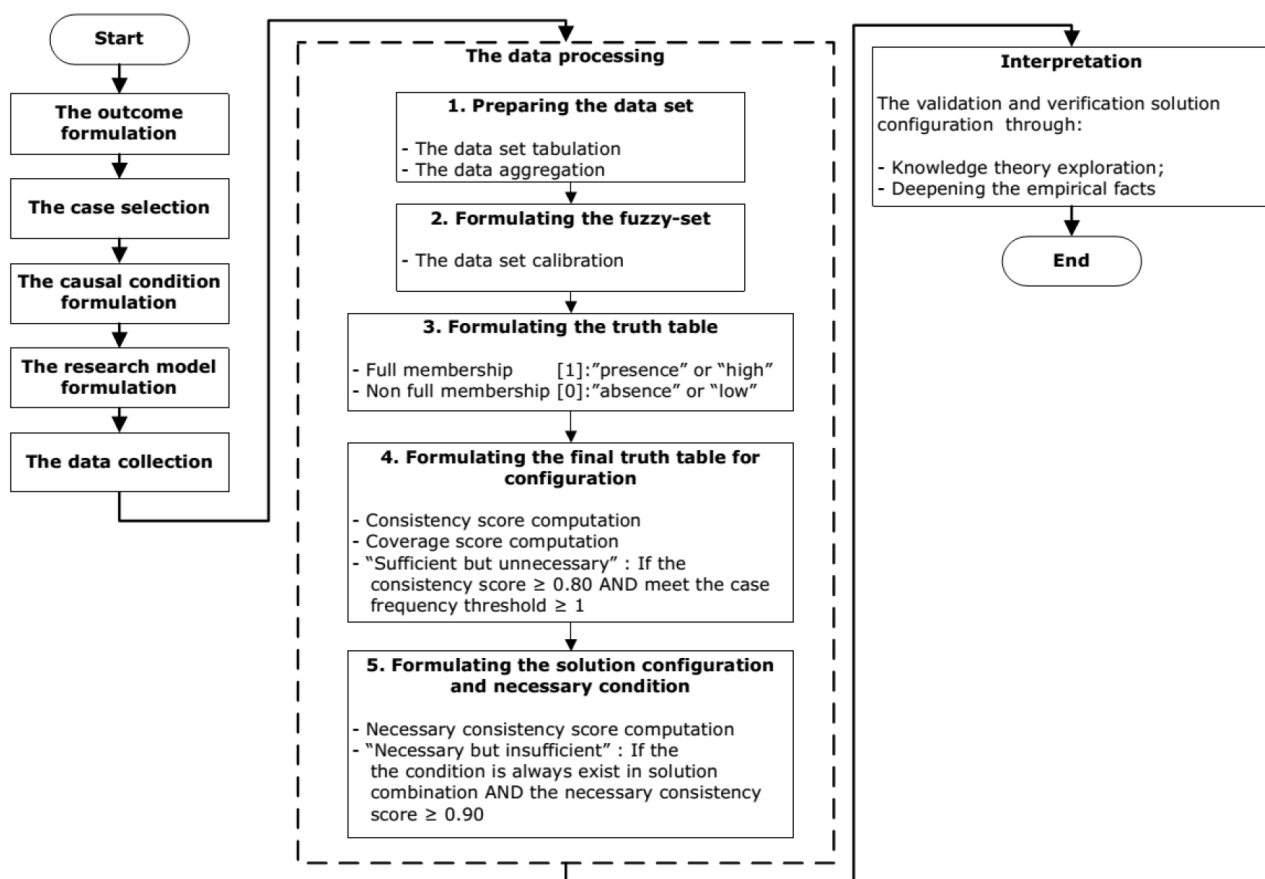 Start
The outcome
formulation
The case selection
The causal condition
formulation
The research model
formulation
The data collection
The data processing
1. Preparing the data set
- The data set tabulation
- The data aggregation
2. Formulating the fuzzy-set
- The data set calibration
3. Formulating the truth table
- Full membership [1]:”presence” or “high”
- Non full membership [0]:”absence” or “low”
4. Formulating the final truth table for
configuration
- Consistency score computation
- Coverage score computation
- “Sufficient but unnecessary” : If the
consistency score ≥ 0.80 AND meet the case
frequency threshold ≥ 1
5. Formulating the solution configuration
and necessary condition
- Necessary consistency score computation
- “Necessary but insufficient” : If the
the condition is always exist in solution
combination AND the necessary consistency
score ≥ 0.90
Interpretation
The validation and verification solution
configuration through:
- Knowledge theory exploration;
- Deepening the empirical facts
End